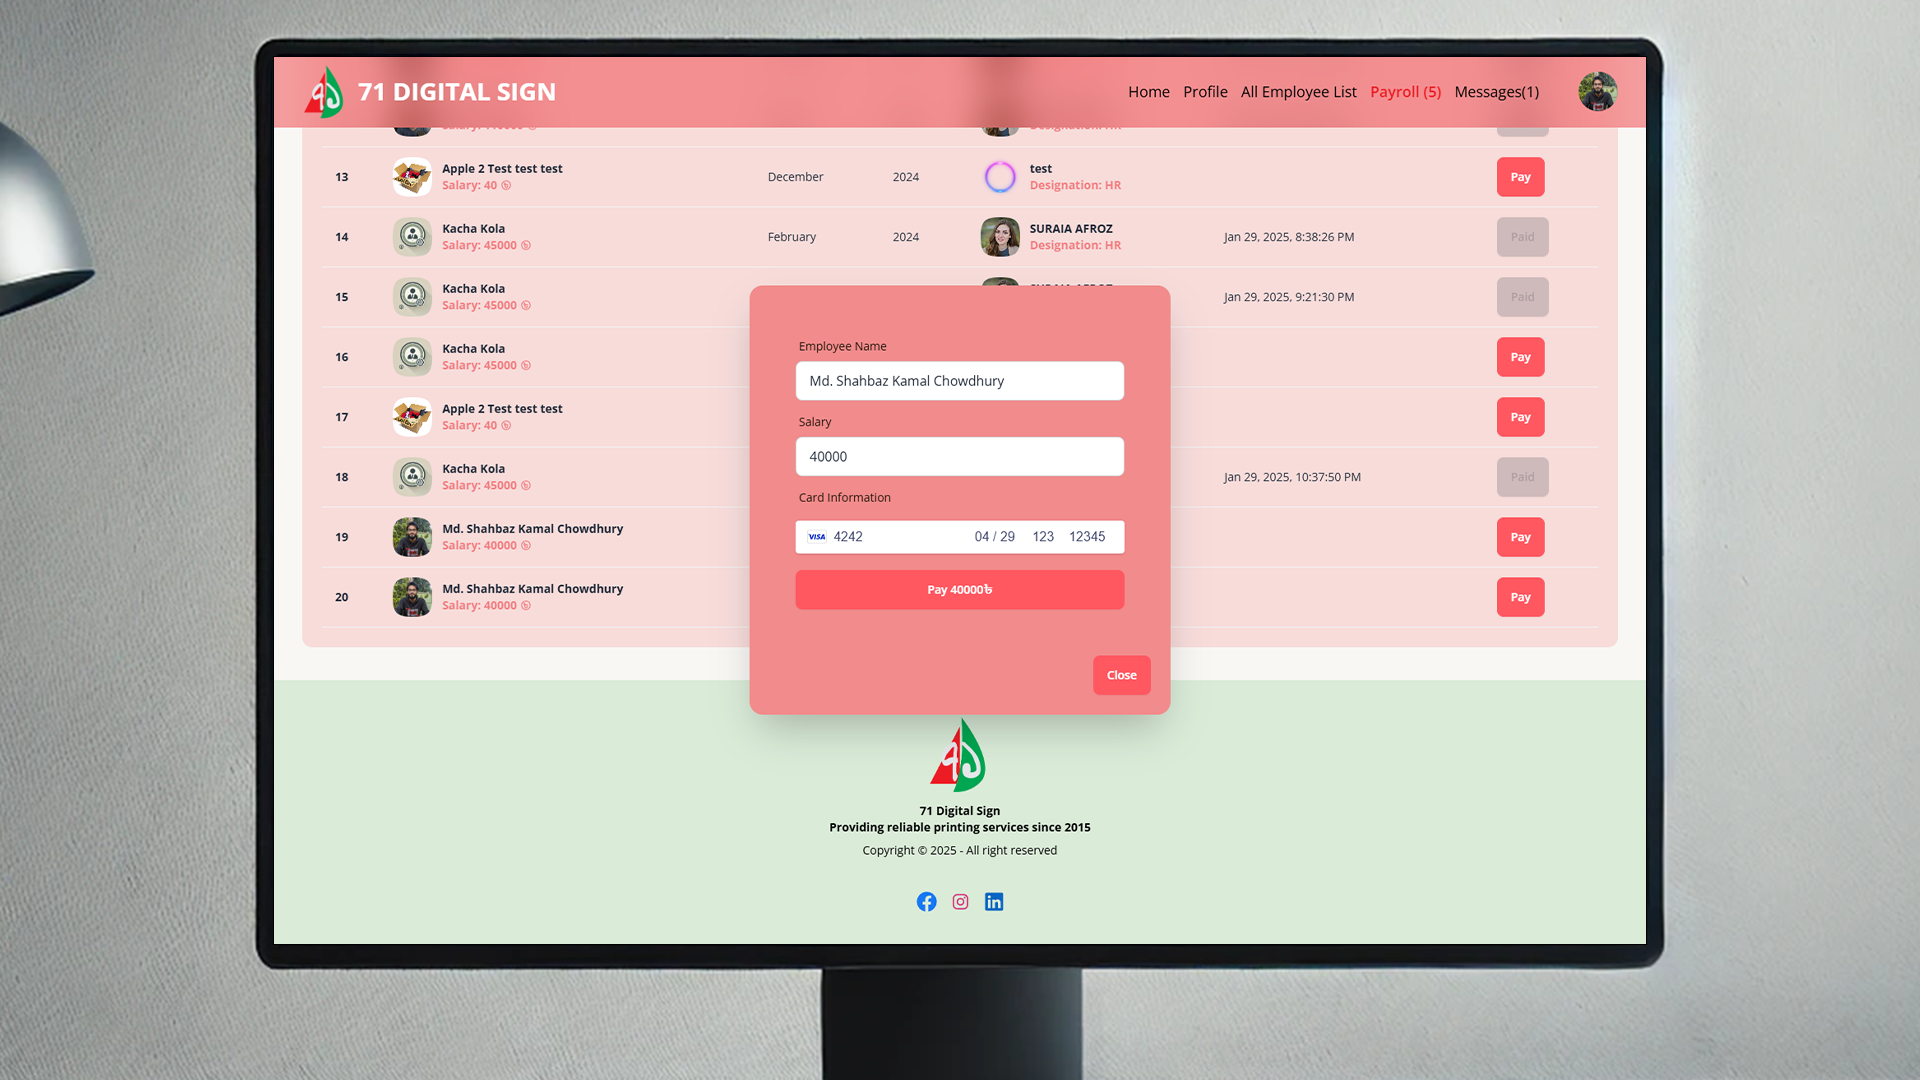 71 DIGITAL SIGN
Home Profile All Employee List Payroll (5) Messages(1)
13 Apple 2 Test test test December 2024 test Pay
Salary: 40 Designation: HR
14 Kacha Kola February 2024 SURAIA AFROZ Jan 29, 2025, 8:38:26 PM Paid
Salary: 45000 Designation: HR
15 Kacha Kola Jan 29, 2025, 9:21:30 PM Paid
Salary: 45000
16 Kacha Kola Pay
Salary: 45000
17 Apple 2 Test test test Pay
Salary: 40
18 Kacha Kola Jan 29, 2025, 10:37:50 PM Paid
Salary: 45000
19 Md. Shahbaz Kamal Chowdhury Pay
Salary: 40000
20 Md. Shahbaz Kamal Chowdhury Pay
Salary: 40000
Employee Name
Md. Shahbaz Kamal Chowdhury
Salary
40000
Card Information
VISA 4242 04 / 29 123 12345
Pay 40000৳
Close
71 Digital Sign
Providing reliable printing services since 2015
Copyright © 2025 - All right reserved